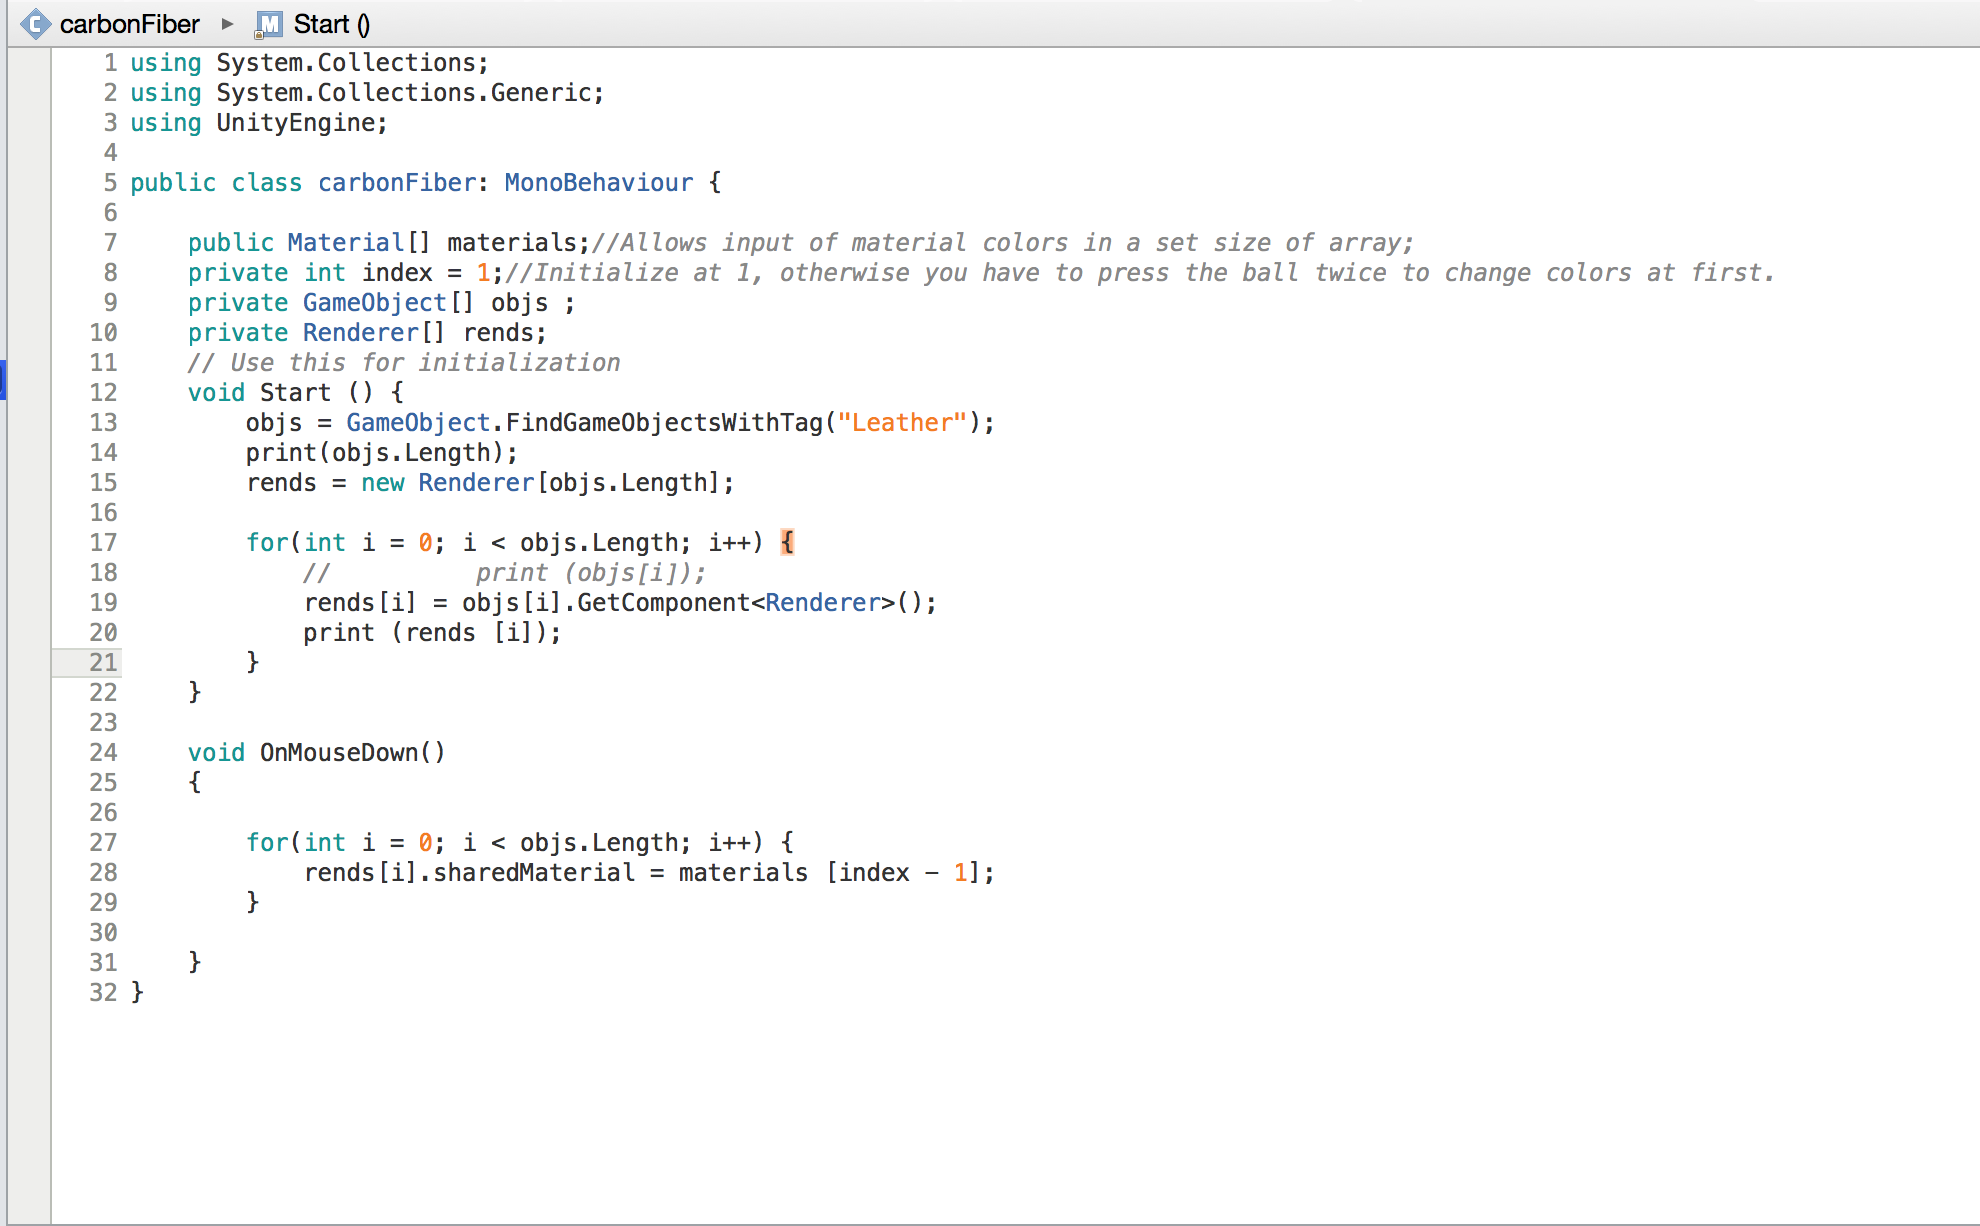 carbonFiber ▶ Start ()
1 using System.Collections;
2 using System.Collections.Generic;
3 using UnityEngine;
4
5 public class carbonFiber: MonoBehaviour {
6
7     public Material[] materials;//Allows input of material colors in a set size of array;
8     private int index = 1;//Initialize at 1, otherwise you have to press the ball twice to change colors at first.
9     private GameObject[] objs ;
10     private Renderer[] rends;
11     // Use this for initialization
12     void Start () {
13         objs = GameObject.FindGameObjectsWithTag("Leather");
14         print(objs.Length);
15         rends = new Renderer[objs.Length];
16
17         for(int i = 0; i < objs.Length; i++) {
18             //          print (objs[i]);
19             rends[i] = objs[i].GetComponent<Renderer>();
20             print (rends [i]);
21         }
22     }
23
24     void OnMouseDown()
25     {
26
27         for(int i = 0; i < objs.Length; i++) {
28             rends[i].sharedMaterial = materials [index - 1];
29         }
30
31     }
32 }